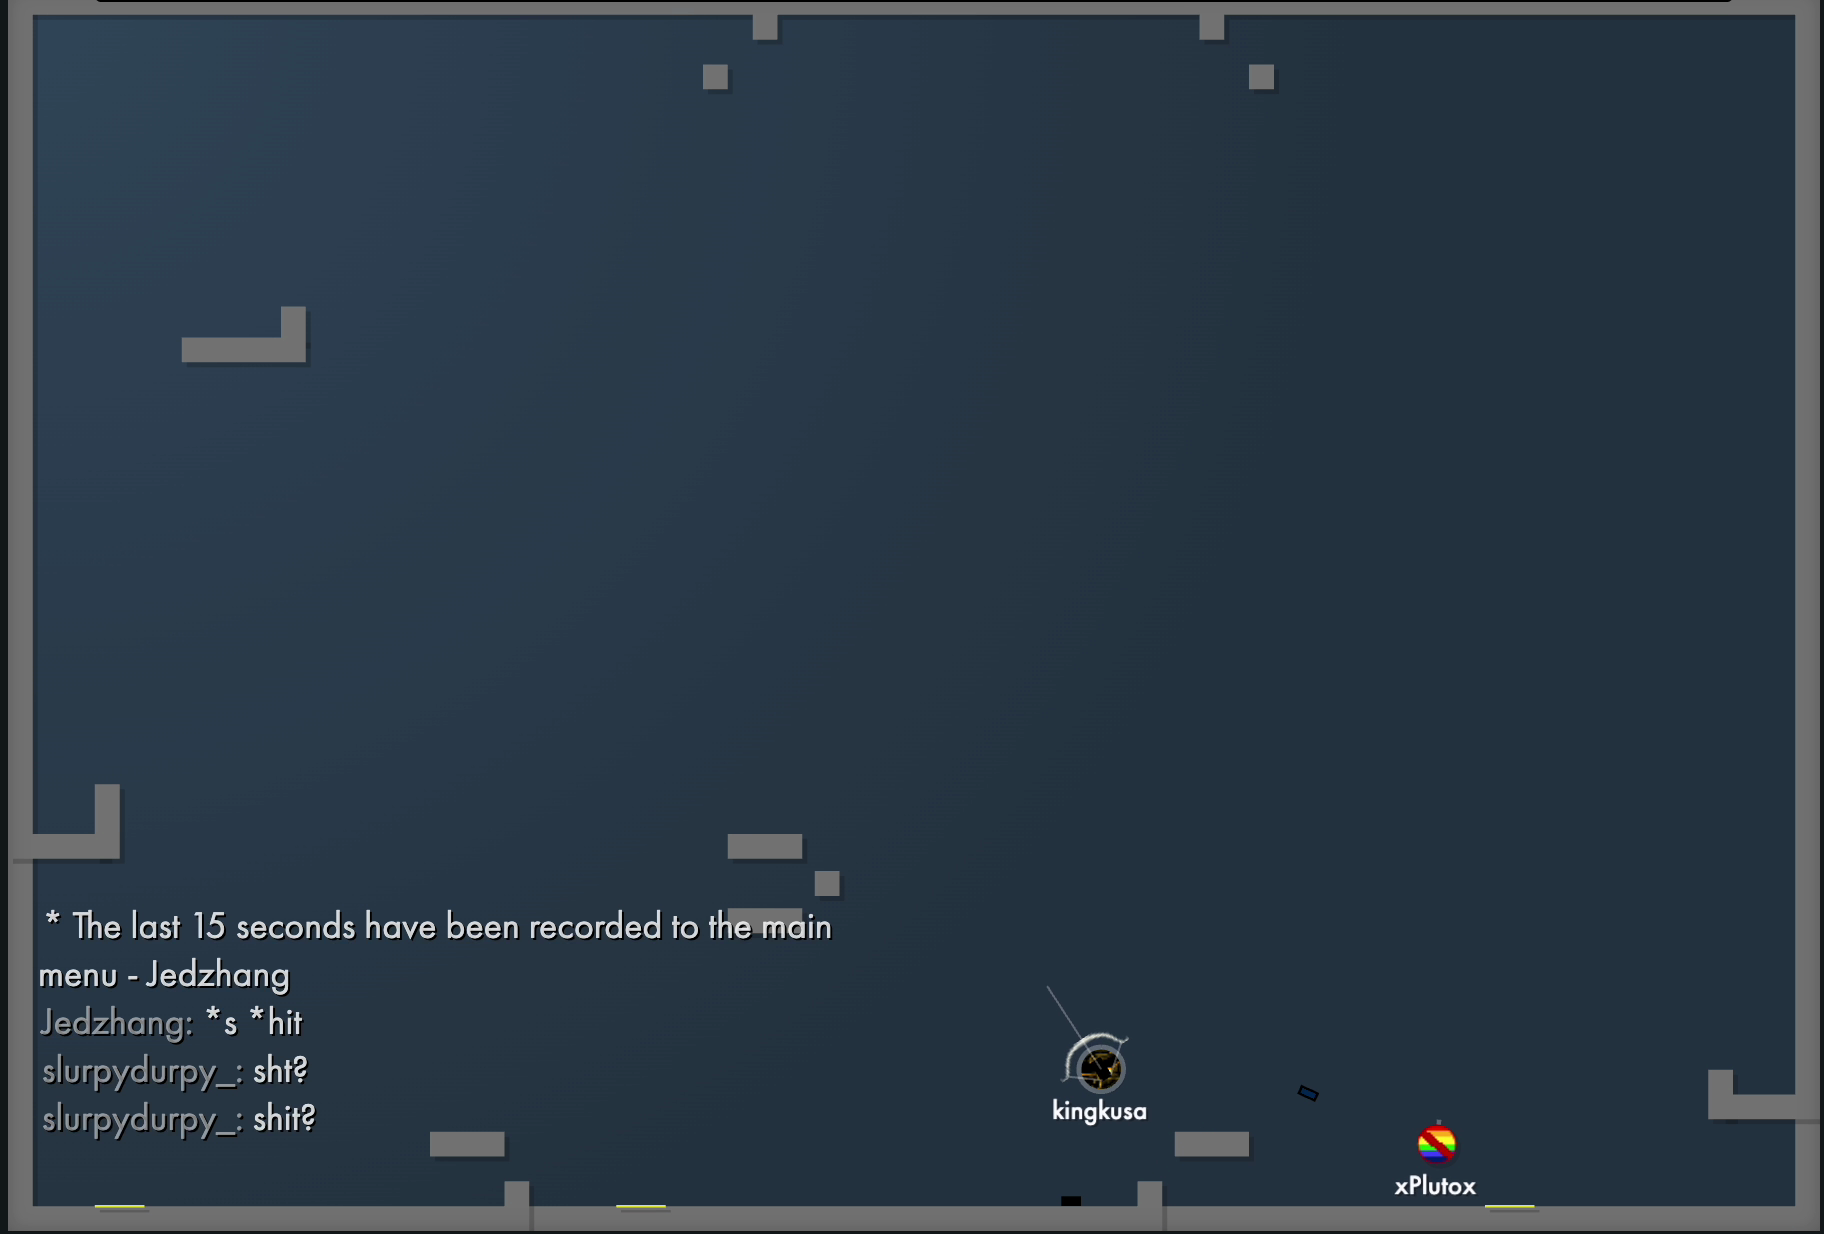 * The last 15 seconds have been recorded to the main
menu - Jedzhang
Jedzhang: *s *hit
slurpydurpy_: sht?
slurpydurpy_: shit?
kingkusa
xPlutox